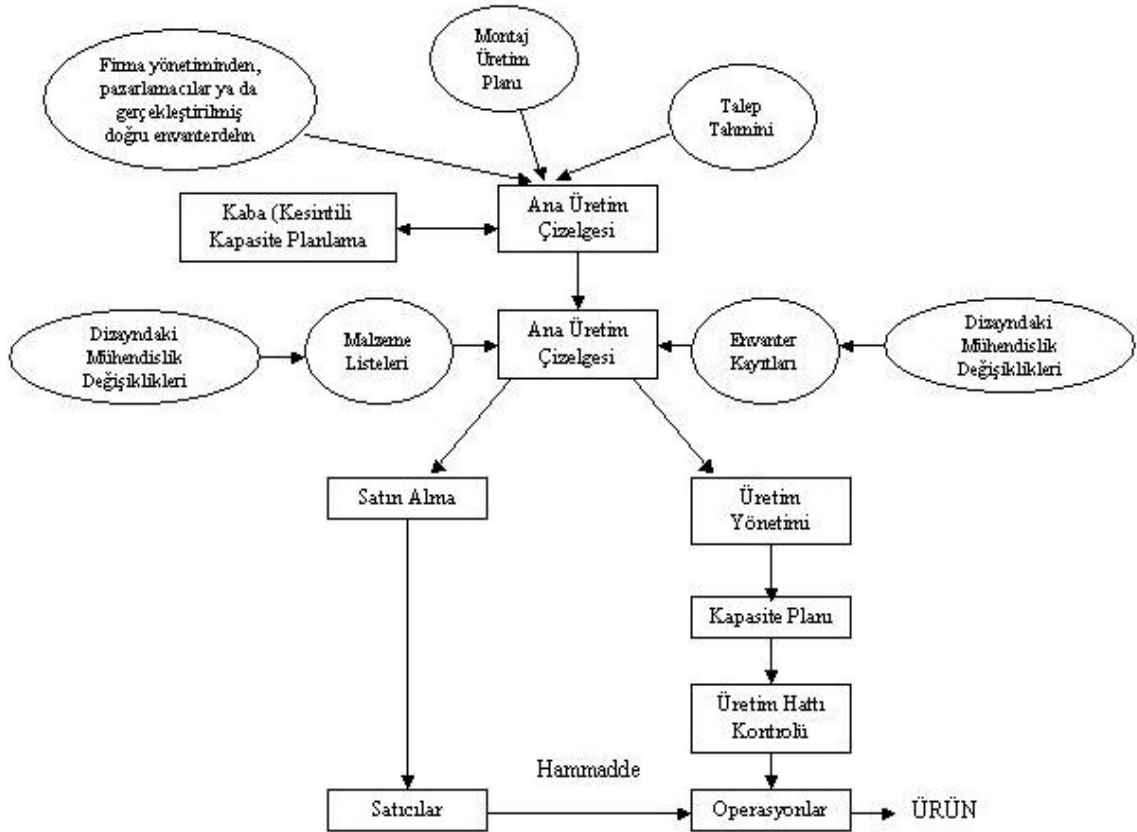 Firma yönetiminden,
pazarlamacılar ya da
gerçekleştirilmiş
doğru envanterdehn
Montaj
Üretim
Planı
Talep
Tahmini
Kaba (Kesintili
Kapasite Planlama
Ana Üretim
Çizelgesi
Dizayndaki
Mühendislik
Değişiklikleri
Malzeme
Listeleri
Ana Üretim
Çizelgesi
Envanter
Kayıtları
Dizayndaki
Mühendislik
Değişiklikleri
Satın Alma
Üretim
Yönetimi
Kapasite Planı
Üretim Hattı
Kontrolü
Hammadde
Satıcılar
Operasyonlar
ÜRÜN